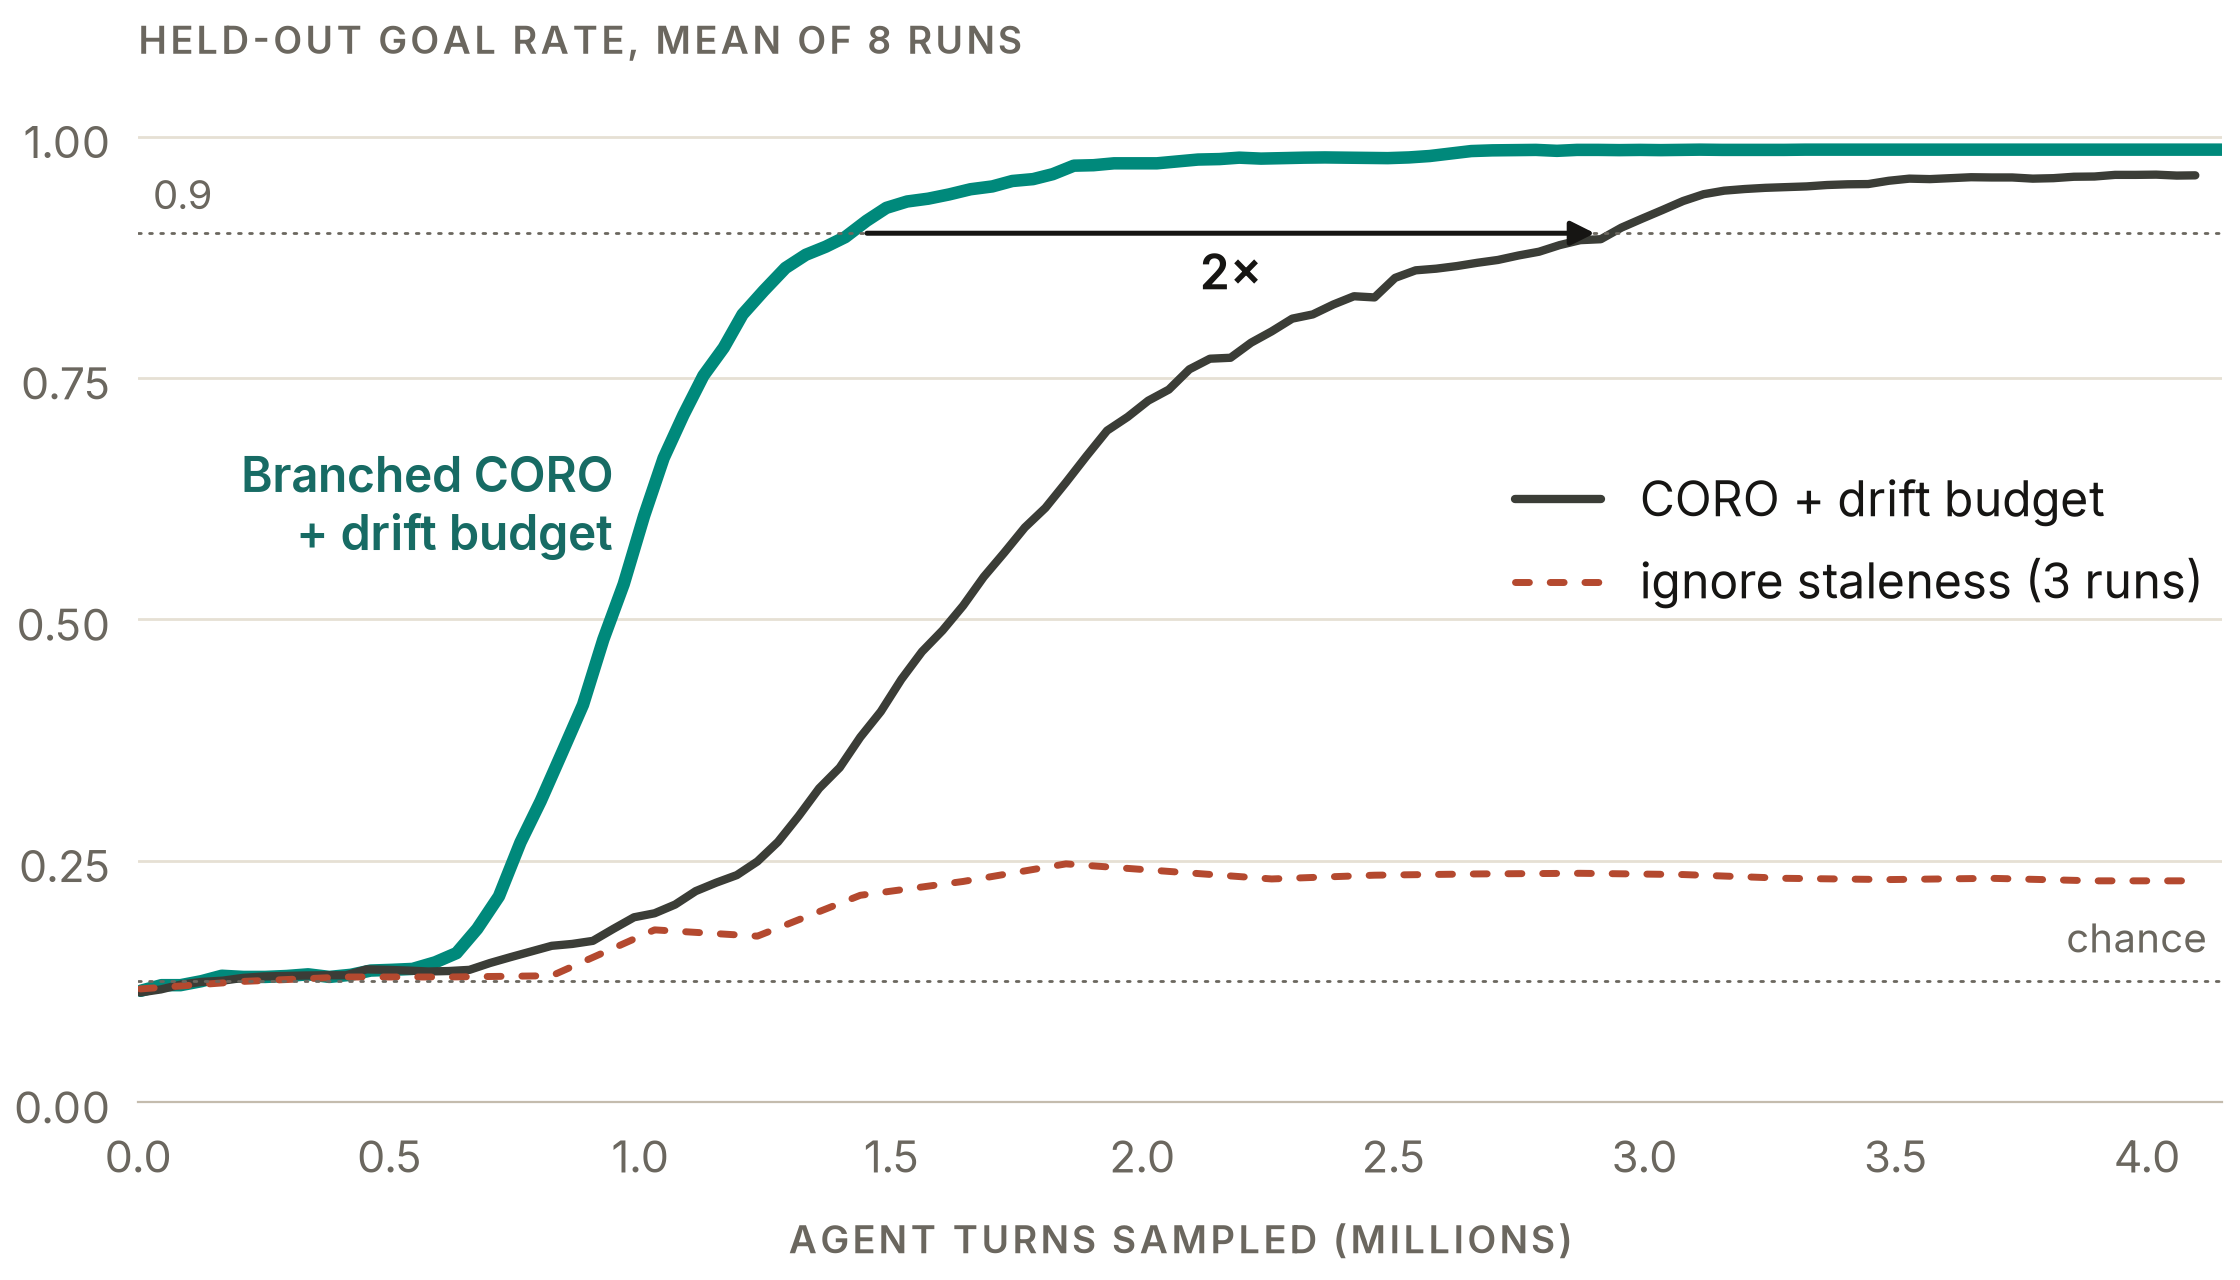 HELD-OUT GOAL RATE, MEAN OF 8 RUNS
1.00
0.9
2×
0.75
Branched CORO
+ drift budget
CORO + drift budget
ignore staleness (3 runs)
0.50
0.25
chance
0.00
0.0 0.5 1.0 1.5 2.0 2.5 3.0 3.5 4.0
AGENT TURNS SAMPLED (MILLIONS)